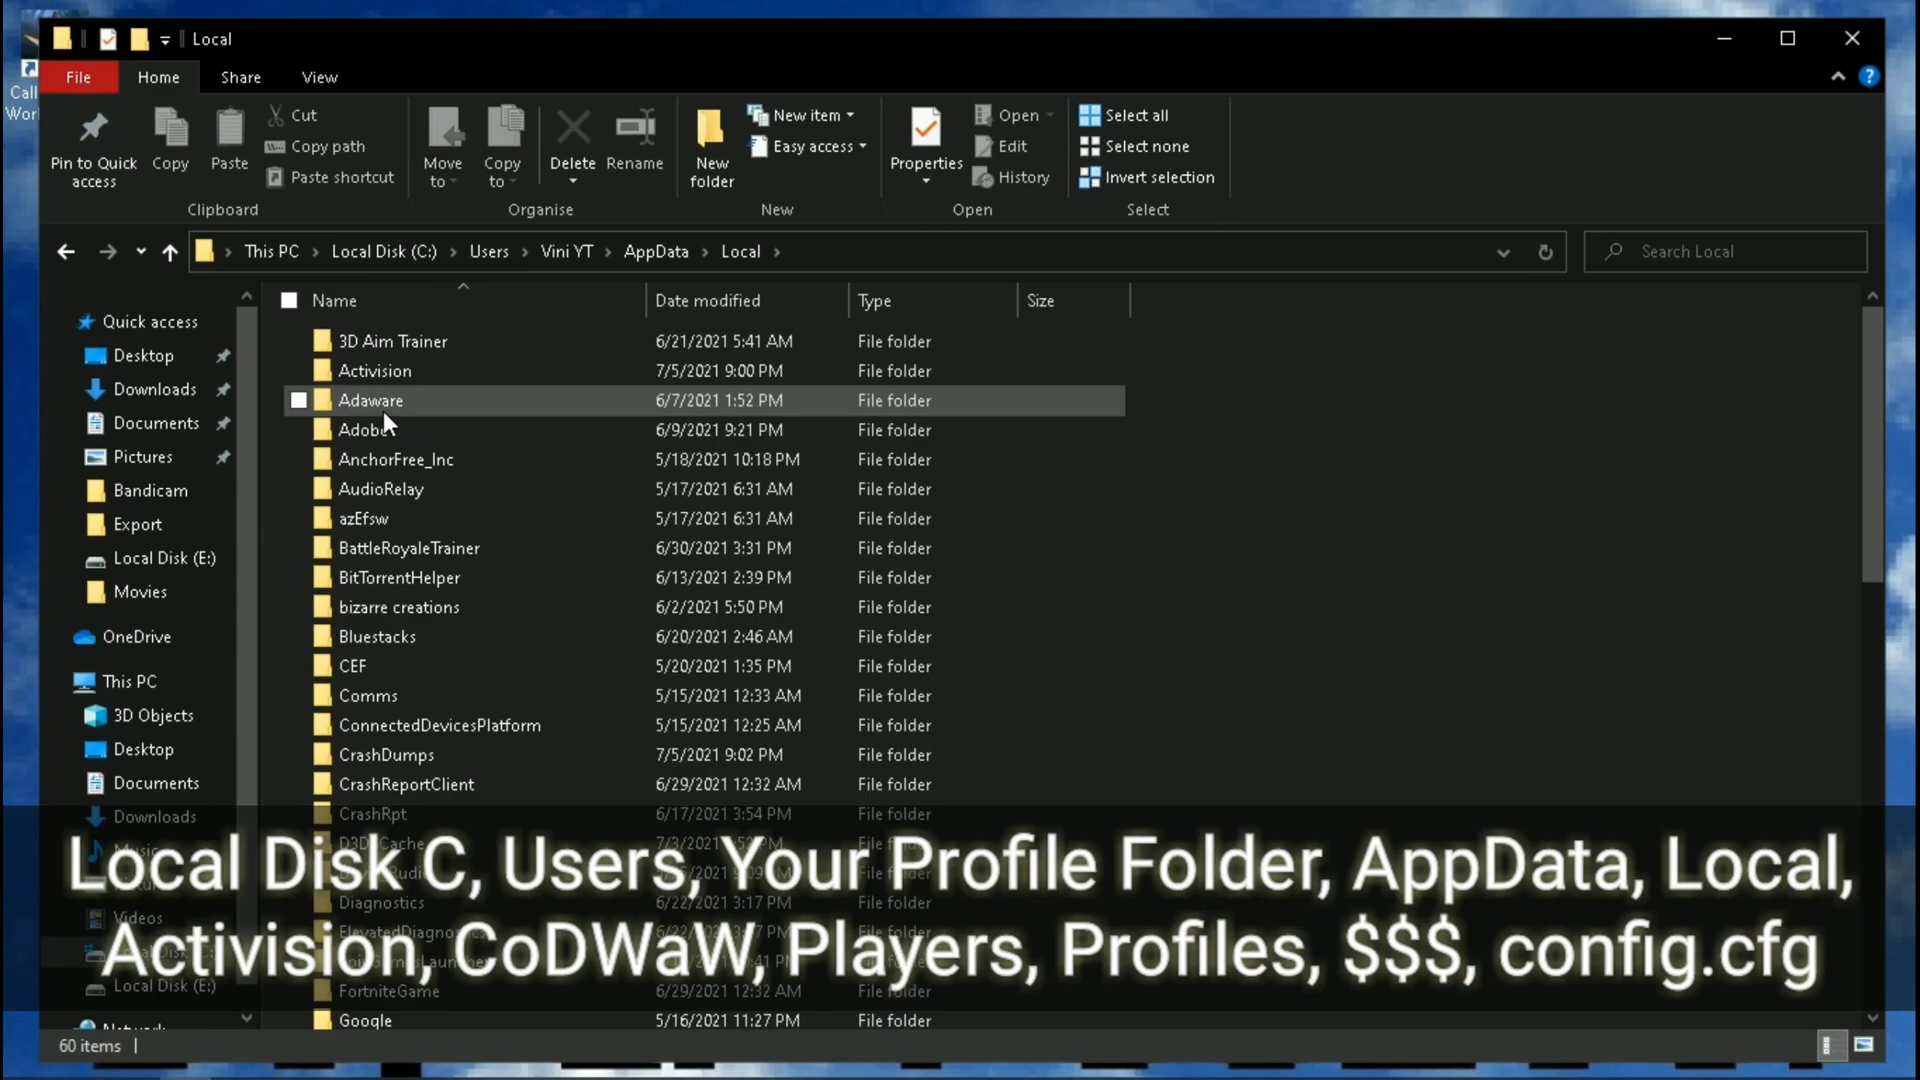 Local
File Home Share View
Pin to Quick access
Copy
Paste
Cut
Copy path
Paste shortcut
Move to
Copy to
Delete
Rename
New folder
New item
Easy access
Properties
Open
Edit
History
Select all
Select none
Invert selection
Clipboard Organise New Open Select
This PC Local Disk (C:) Users Vini YT AppData Local
Search Local
Name Date modified Type Size
Call
Wor
Quick access
Desktop
Downloads
Documents
Pictures
Bandicam
Export
Local Disk (E:)
Movies
OneDrive
This PC
3D Objects
Desktop
Documents
Downloads
Videos
Local Disk (E:)
3D Aim Trainer 6/21/2021 5:41 AM File folder
Activision 7/5/2021 9:00 PM File folder
Adaware 6/7/2021 1:52 PM File folder
Adobe 6/9/2021 9:21 PM File folder
AnchorFree_Inc 5/18/2021 10:18 PM File folder
AudioRelay 5/17/2021 6:31 AM File folder
azEfsw 5/17/2021 6:31 AM File folder
BattleRoyaleTrainer 6/30/2021 3:31 PM File folder
BitTorrentHelper 6/13/2021 2:39 PM File folder
bizarre creations 6/2/2021 5:50 PM File folder
Bluestacks 6/20/2021 2:46 AM File folder
CEF 5/20/2021 1:35 PM File folder
Comms 5/15/2021 12:33 AM File folder
ConnectedDevicesPlatform 5/15/2021 12:25 AM File folder
CrashDumps 7/5/2021 9:02 PM File folder
CrashReportClient 6/29/2021 12:32 AM File folder
CrashRpt 6/17/2021 3:54 PM File folder
Diagnostics 6/22/2021 3:17 PM File folder
FortniteGame 6/29/2021 12:32 AM File folder
Google 5/16/2021 11:27 PM File folder
Local Disk C, Users, Your Profile Folder, AppData, Local,
Activision, CoDWaW, Players, Profiles, $$$, config.cfg
60 items